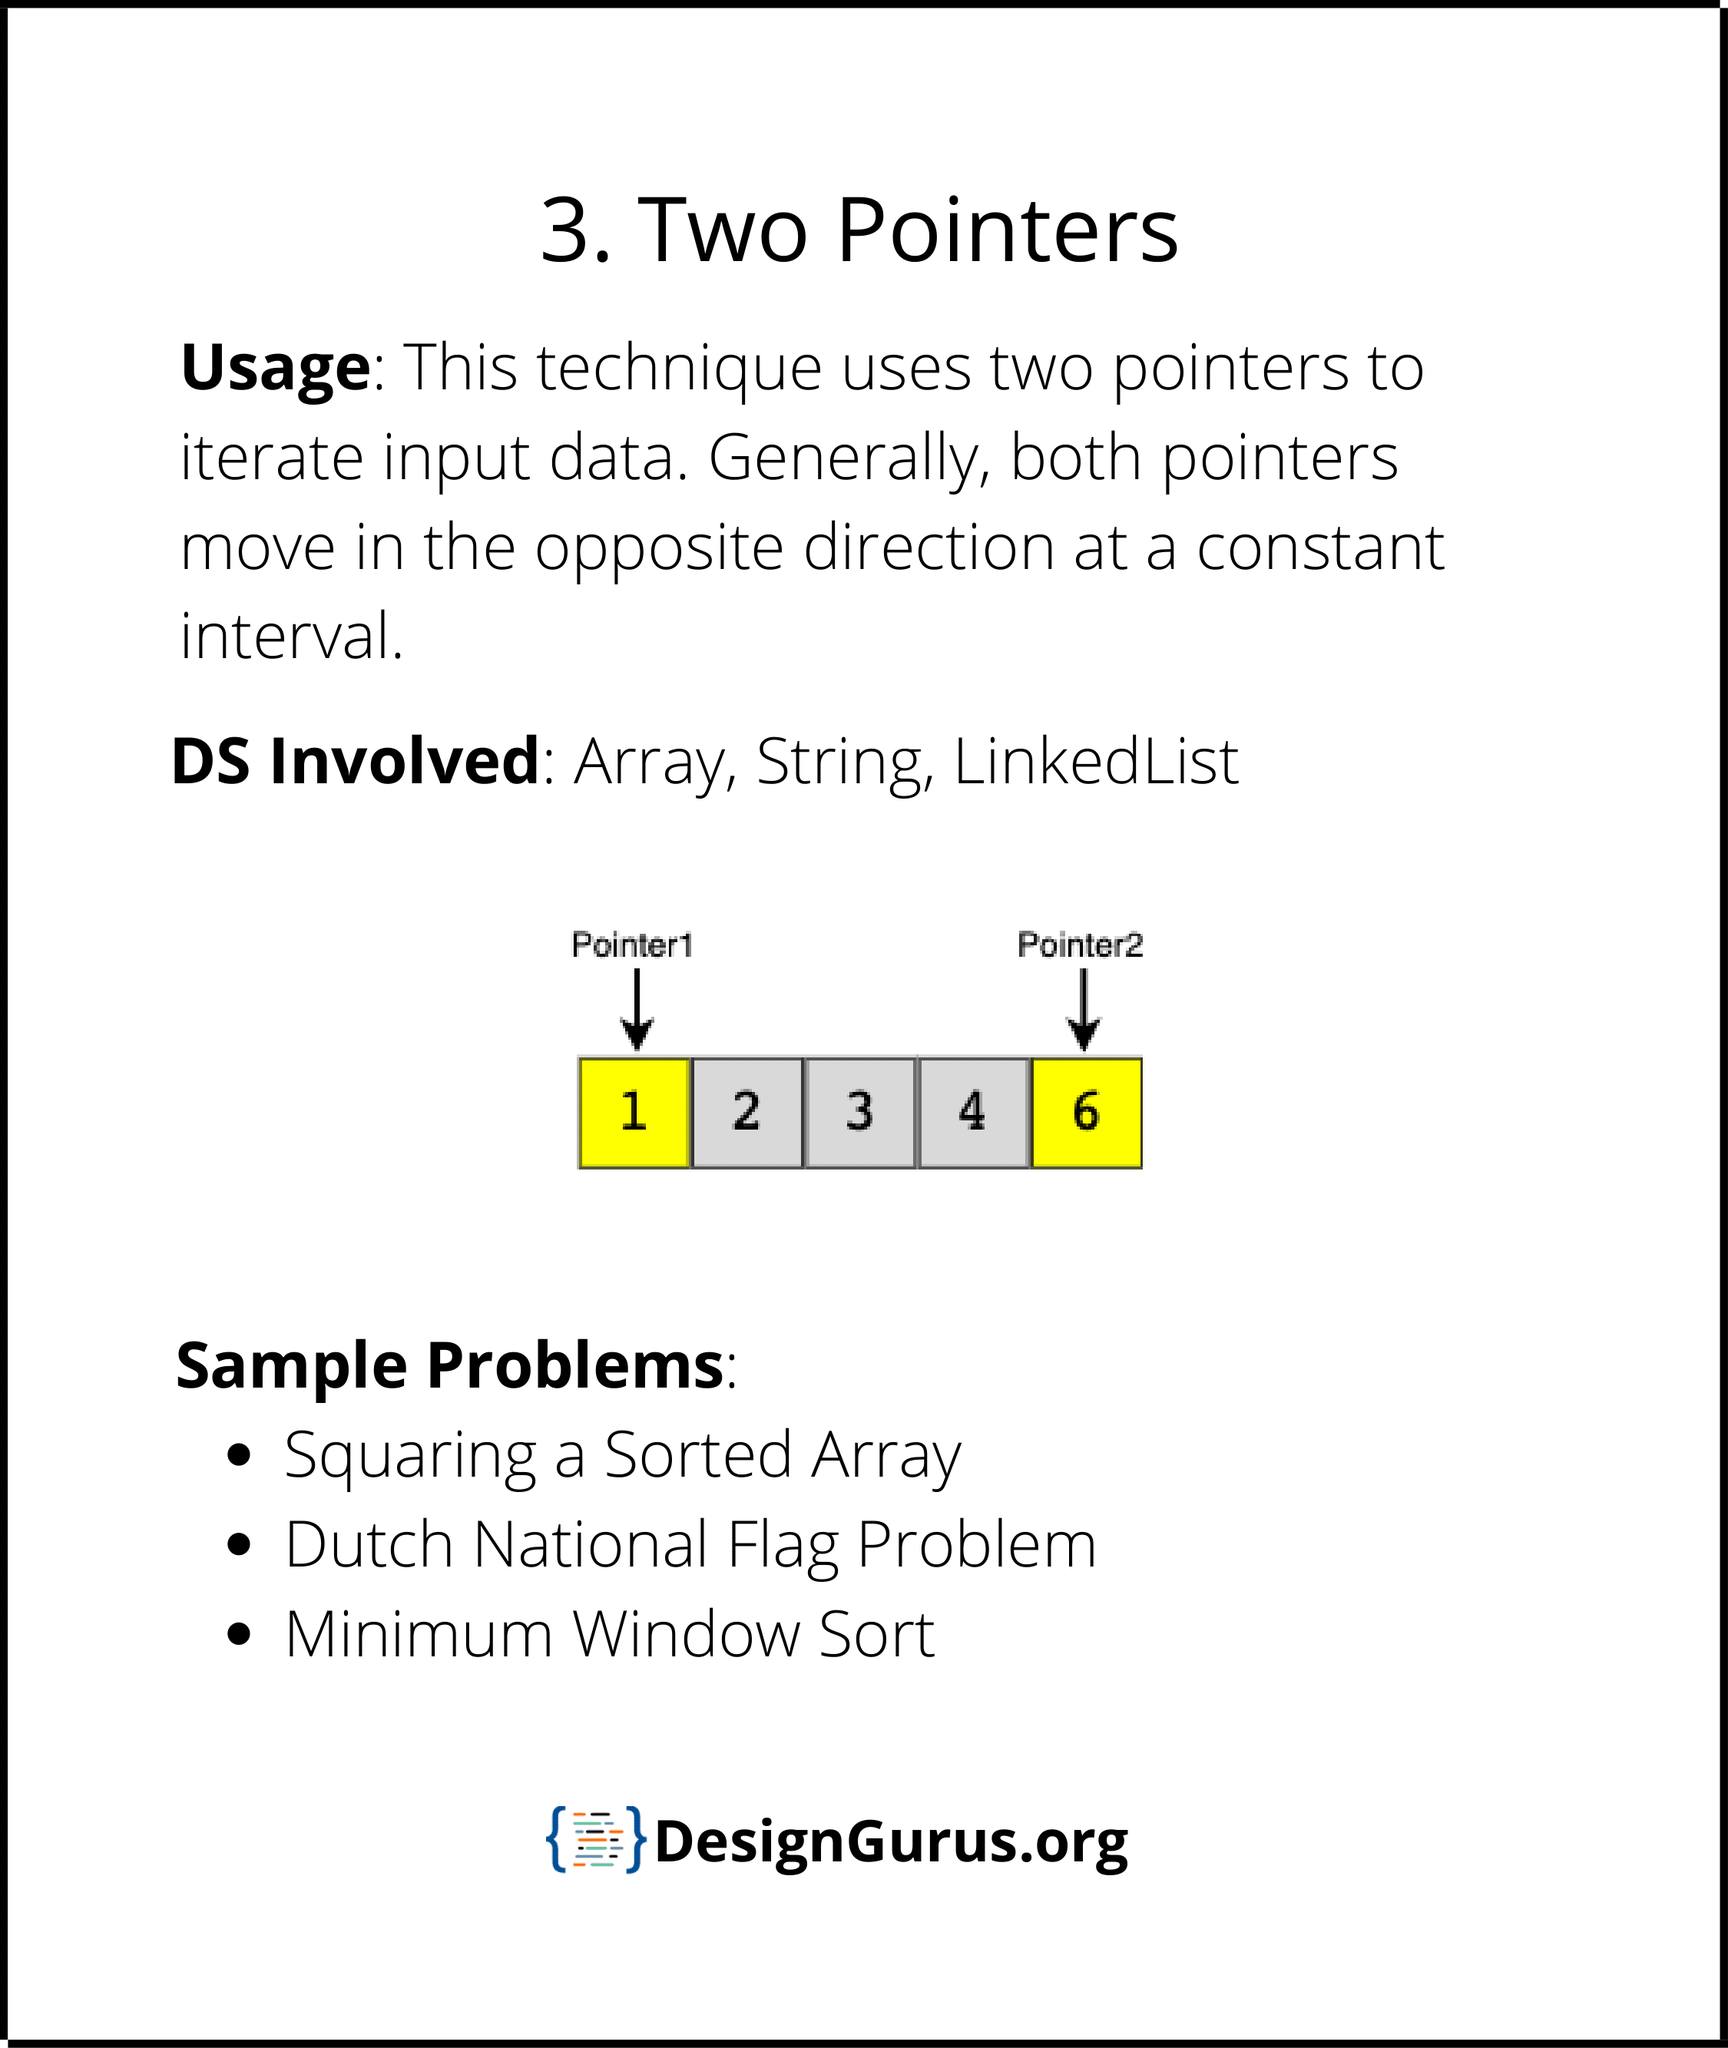 3. Two Pointers
Usage: This technique uses two pointers to
iterate input data. Generally, both pointers
move in the opposite direction at a constant
interval.
DS Involved: Array, String, LinkedList
Pointer1 Pointer2
1 2 3 4 6
Sample Problems:
• Squaring a Sorted Array
• Dutch National Flag Problem
• Minimum Window Sort
DesignGurus.org